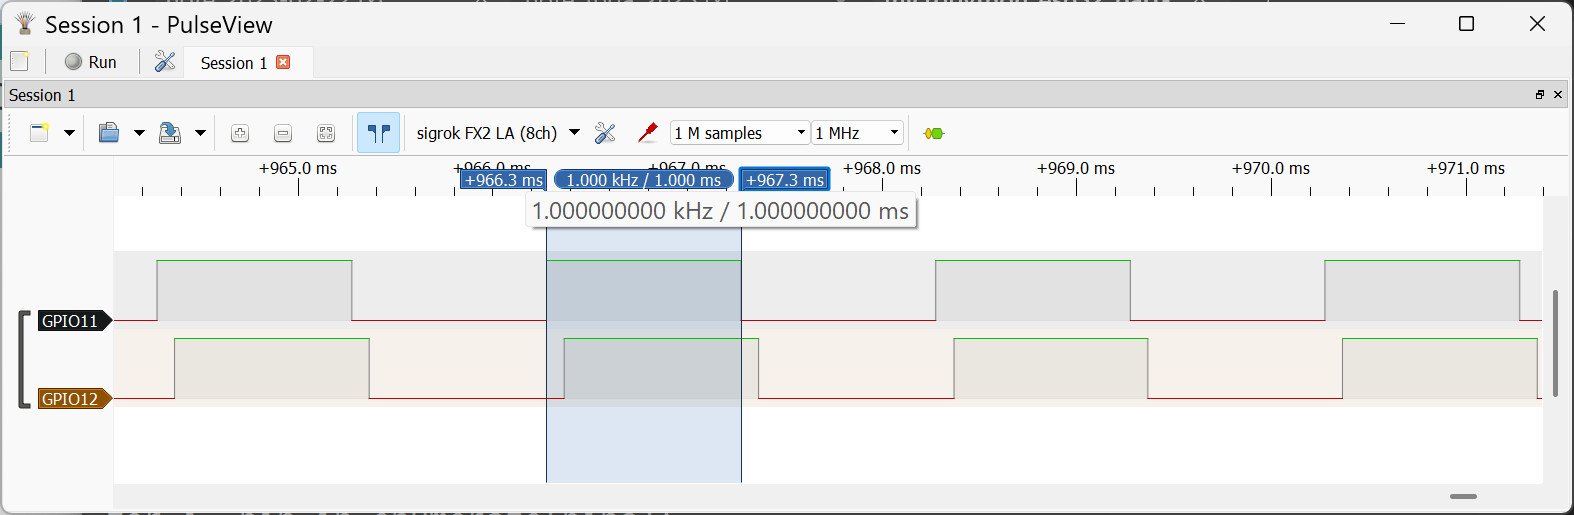 Session 1 - PulseView
Run
Session 1
Session 1
sigrok FX2 LA (8ch)
1 M samples
1 MHz
+965.0 ms +966.0 ms +967.0 ms +968.0 ms +969.0 ms +970.0 ms +971.0 ms
+966.3 ms 1.000 kHz / 1.000 ms +967.3 ms
1.000000000 kHz / 1.000000000 ms
GPIO11
GPIO12